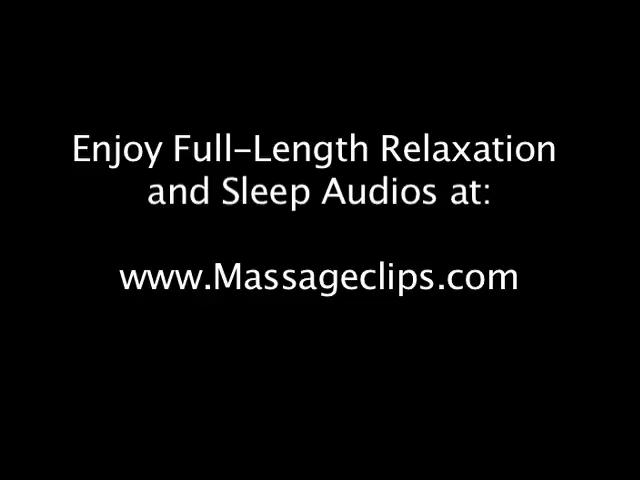 Enjoy Full-Length Relaxation
and Sleep Audios at:
www.Massageclips.com